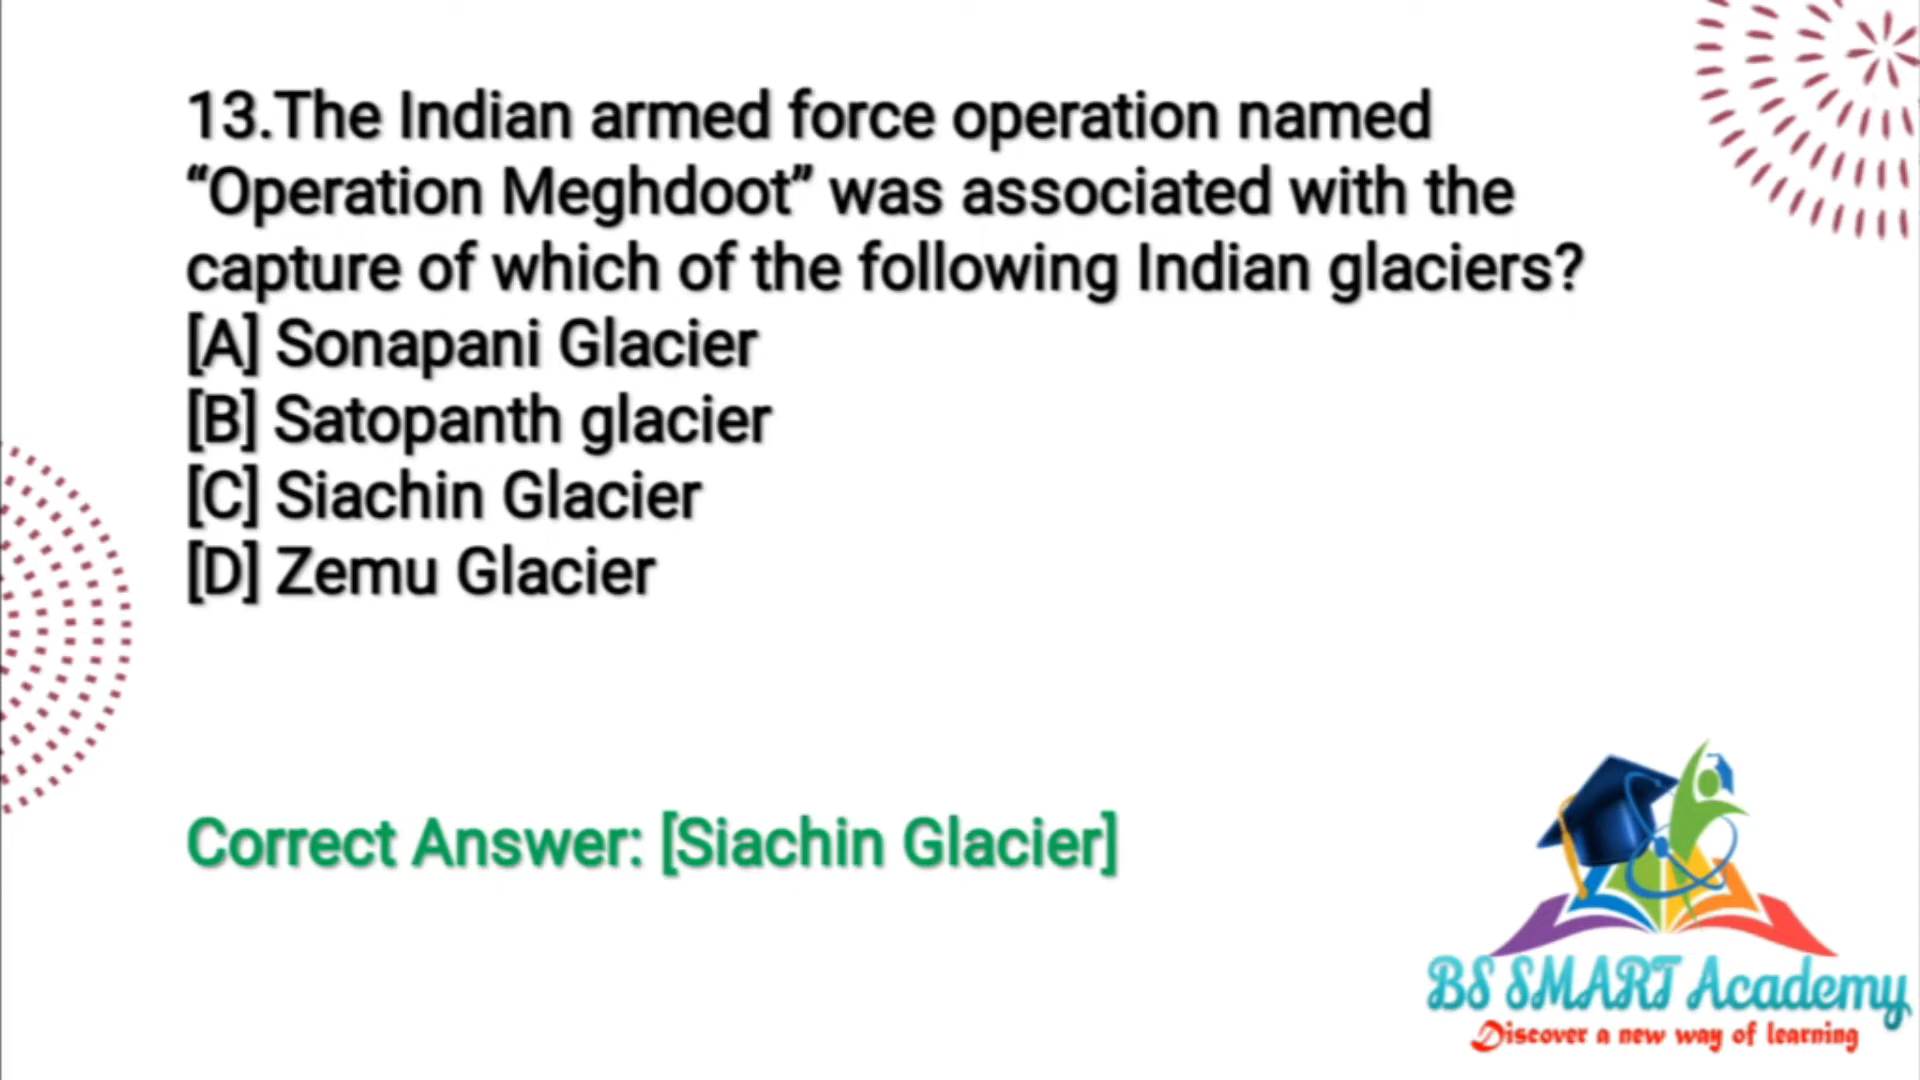 13.The Indian armed force operation named
“Operation Meghdoot” was associated with the
capture of which of the following Indian glaciers?
[A] Sonapani Glacier
[B] Satopanth glacier
[C] Siachin Glacier
[D] Zemu Glacier
Correct Answer: [Siachin Glacier]
BS SMART Academy
Discover a new way of learning